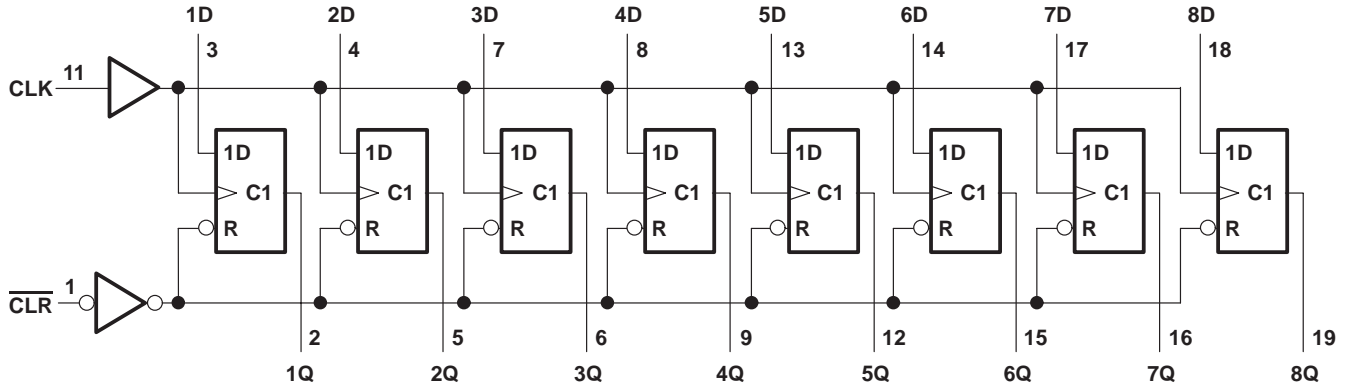 1D 2D 3D 4D 5D 6D 7D 8D
3 4 7 8 13 14 17 18
CLK 11
1D 1D 1D 1D 1D 1D 1D 1D
C1 C1 C1 C1 C1 C1 C1 C1
R R R R R R R R
CLR 1
2 5 6 9 12 15 16 19
1Q 2Q 3Q 4Q 5Q 6Q 7Q 8Q